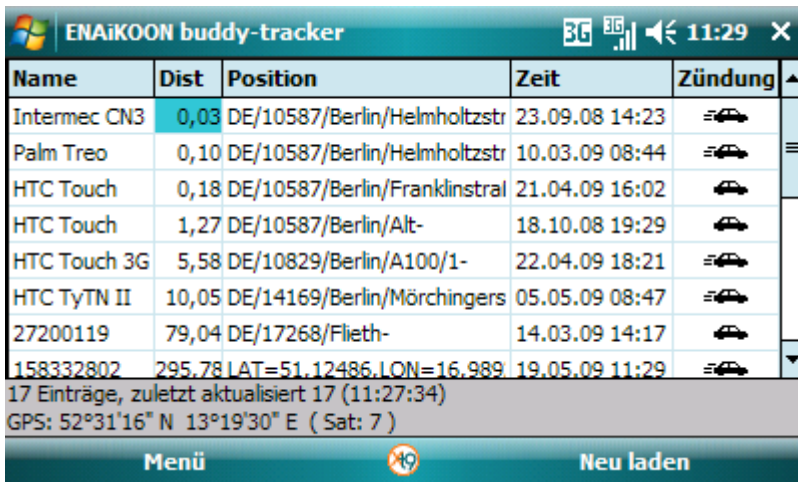 ENAiKOON buddy-tracker 3G 3G 11:29
Name Dist Position Zeit Zündung
Intermec CN3 0,03 DE/10587/Berlin/Helmholtzstr 23.09.08 14:23
Palm Treo 0,10 DE/10587/Berlin/Helmholtzstr 10.03.09 08:44
HTC Touch 0,18 DE/10587/Berlin/Franklinstraß 21.04.09 16:02
HTC Touch 1,27 DE/10587/Berlin/Alt- 18.10.08 19:29
HTC Touch 3G 5,58 DE/10829/Berlin/A100/1- 22.04.09 18:21
HTC TyTN II 10,05 DE/14169/Berlin/Mörchingers 05.05.09 08:47
27200119 79,04 DE/17268/Flieth- 14.03.09 14:17
158332802 295,78 LAT=51,12486,LON=16,989 19.05.09 11:29
17 Einträge, zuletzt aktualisiert 17 (11:27:34)
GPS: 52°31'16" N 13°19'30" E ( Sat: 7 )
Menü Neu laden